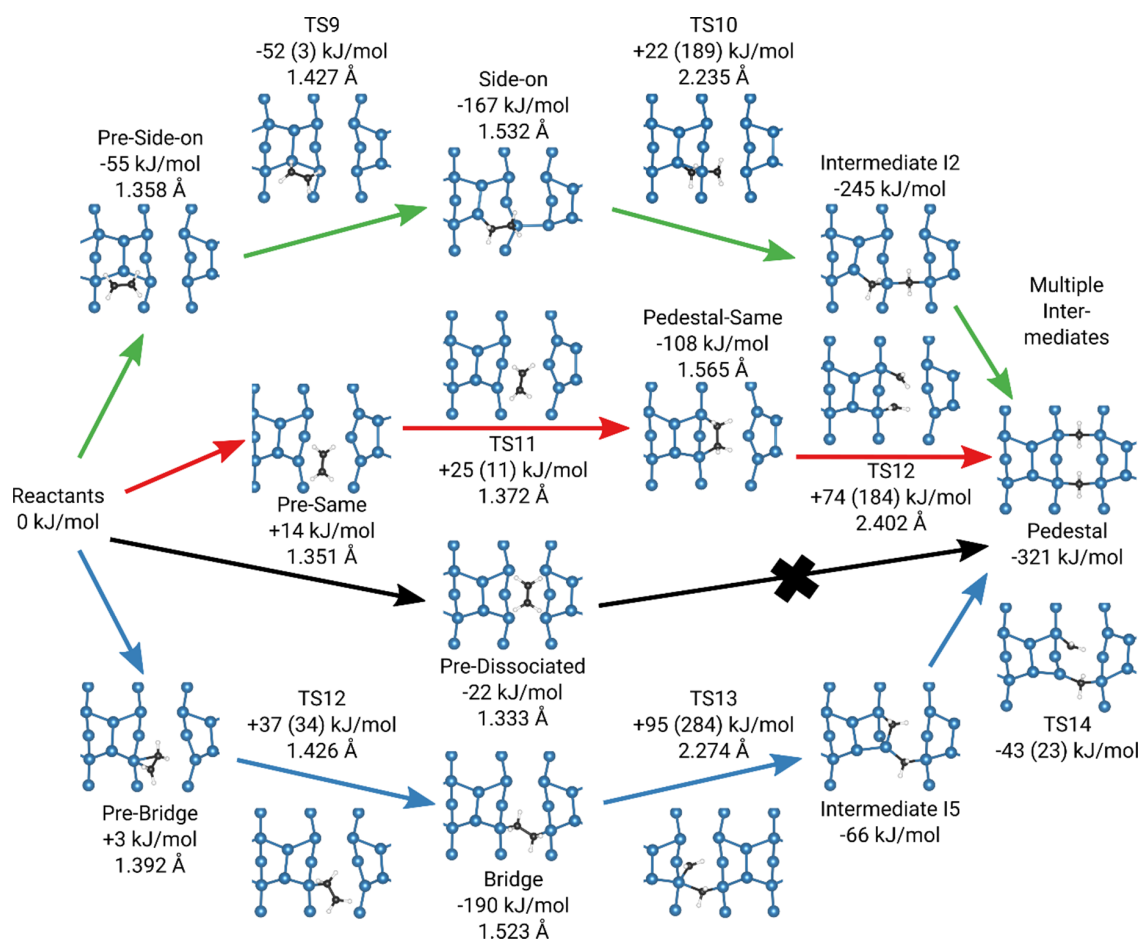 TS9
-52 (3) kJ/mol
1.427 Å
TS10
+22 (189) kJ/mol
2.235 Å
Side-on
-167 kJ/mol
1.532 Å
Pre-Side-on
-55 kJ/mol
1.358 Å
Intermediate I2
-245 kJ/mol
Multiple
Inter-
mediates
Pedestal-Same
-108 kJ/mol
1.565 Å
TS11
+25 (11) kJ/mol
1.372 Å
TS12
+74 (184) kJ/mol
2.402 Å
Reactants
0 kJ/mol
Pre-Same
+14 kJ/mol
1.351 Å
Pedestal
-321 kJ/mol
Pre-Dissociated
-22 kJ/mol
1.333 Å
TS12
+37 (34) kJ/mol
1.426 Å
TS13
+95 (284) kJ/mol
2.274 Å
TS14
-43 (23) kJ/mol
Pre-Bridge
+3 kJ/mol
1.392 Å
Intermediate I5
-66 kJ/mol
Bridge
-190 kJ/mol
1.523 Å